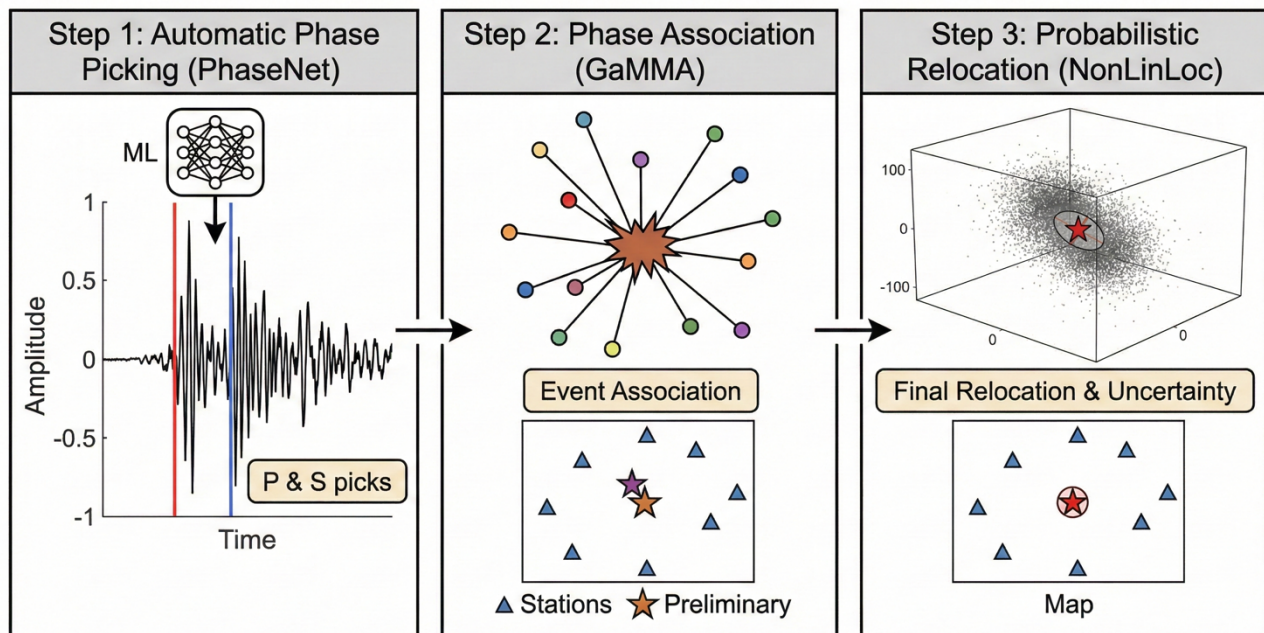 Step 1: Automatic Phase
Picking (PhaseNet)
ML
1
0.5
0
-0.5
-1
Amplitude
P & S picks
Time
Step 2: Phase Association
(GaMMA)
Event Association
Stations
Preliminary
Step 3: Probabilistic
Relocation (NonLinLoc)
100
0
-100
0
0
Final Relocation & Uncertainty
Map